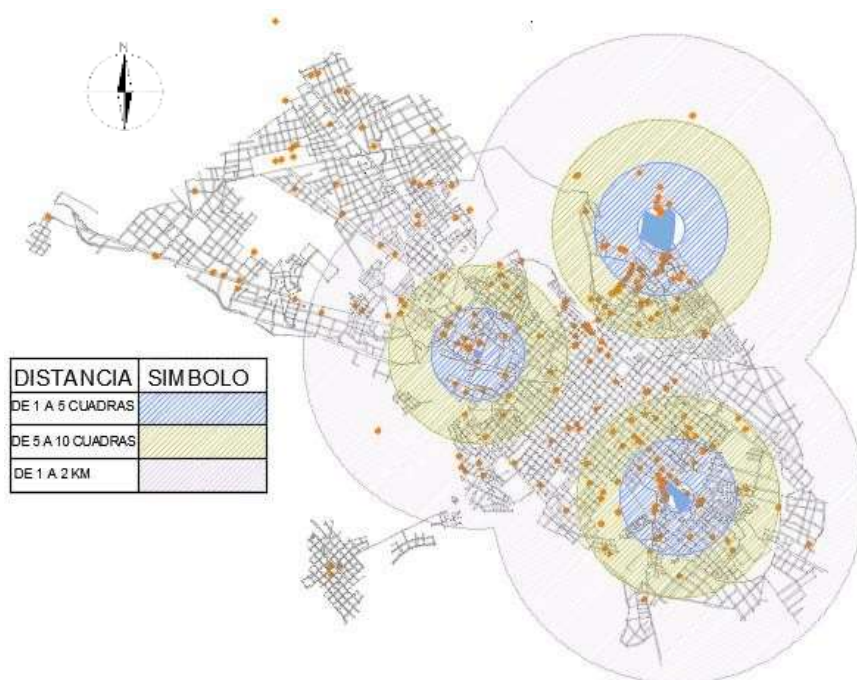 N
DISTANCIA SIMBOLO
DE 1 A 5 CUADRAS
DE 5 A 10 CUADRAS
DE 1 A 2 KM